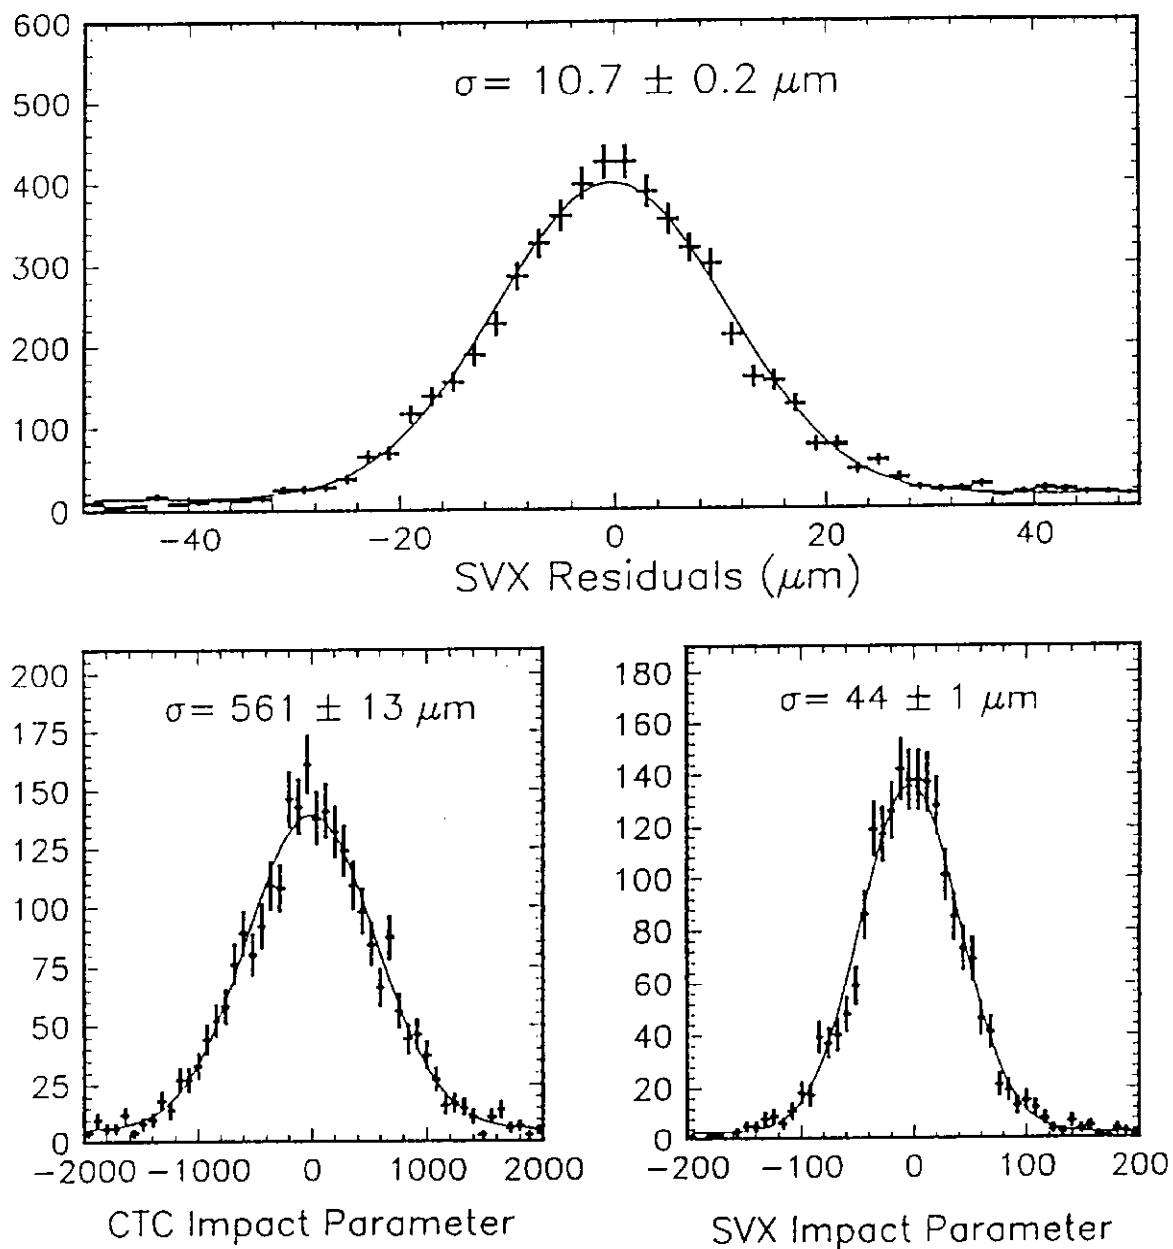 600
500
400
300
200
100
0
σ= 10.7 ± 0.2 μm
−40 −20 0 20 40
SVX Residuals (μm)
200
175
150
125
100
75
50
25
0
σ= 561 ± 13 μm
−2000 −1000 0 1000 2000
CTC Impact Parameter
180
160
140
120
100
80
60
40
20
0
σ= 44 ± 1 μm
−200 −100 0 100 200
SVX Impact Parameter